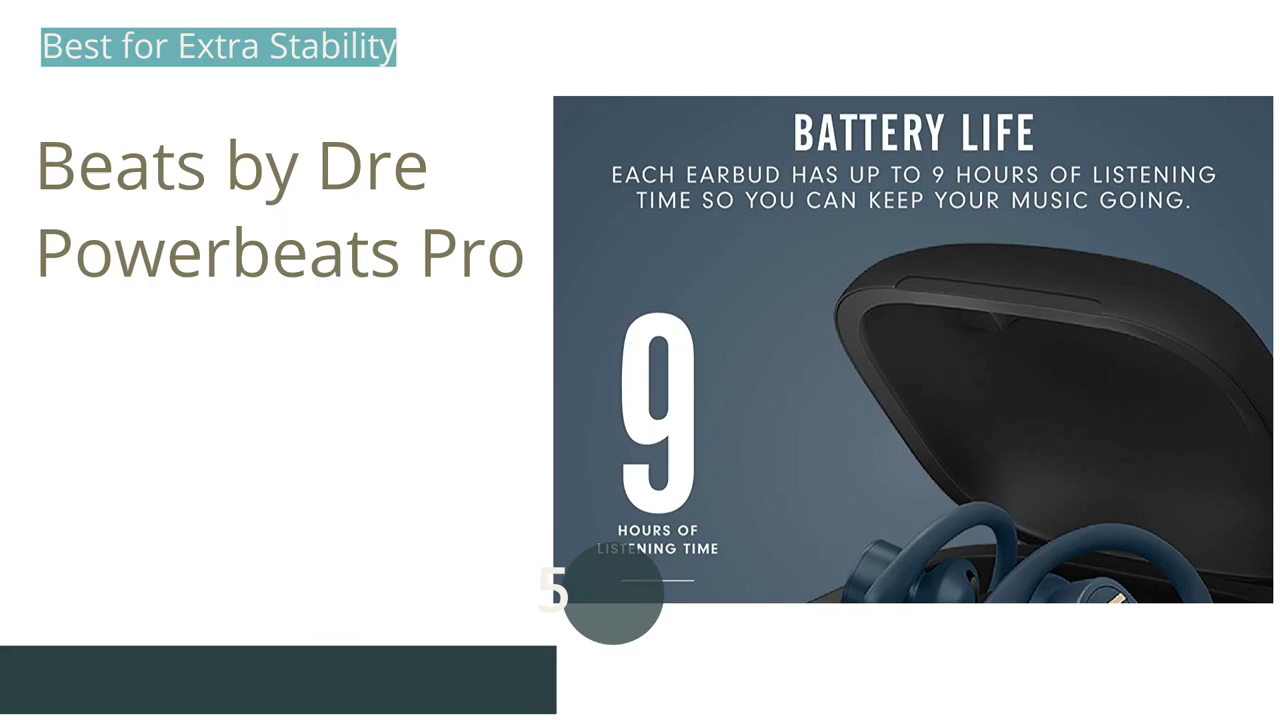 Best for Extra Stability
Beats by Dre
Powerbeats Pro
BATTERY LIFE
EACH EARBUD HAS UP TO 9 HOURS OF LISTENING
TIME SO YOU CAN KEEP YOUR MUSIC GOING.
9
HOURS OF
LISTENING TIME
5